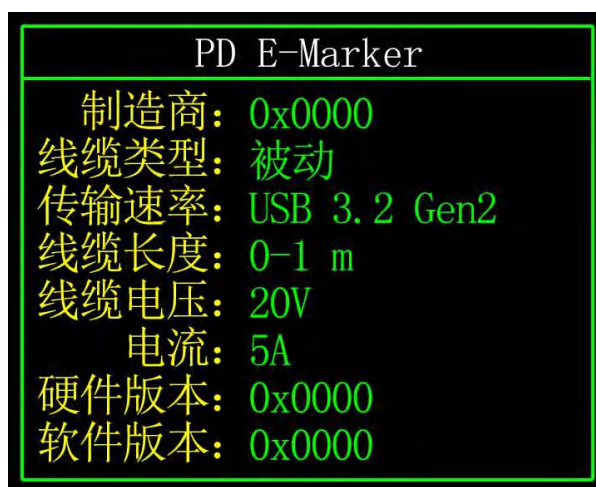 PD E-Marker
制造商：0x0000
线缆类型：被动
传输速率：USB 3.2 Gen2
线缆长度：0-1 m
线缆电压：20V
电流：5A
硬件版本：0x0000
软件版本：0x0000